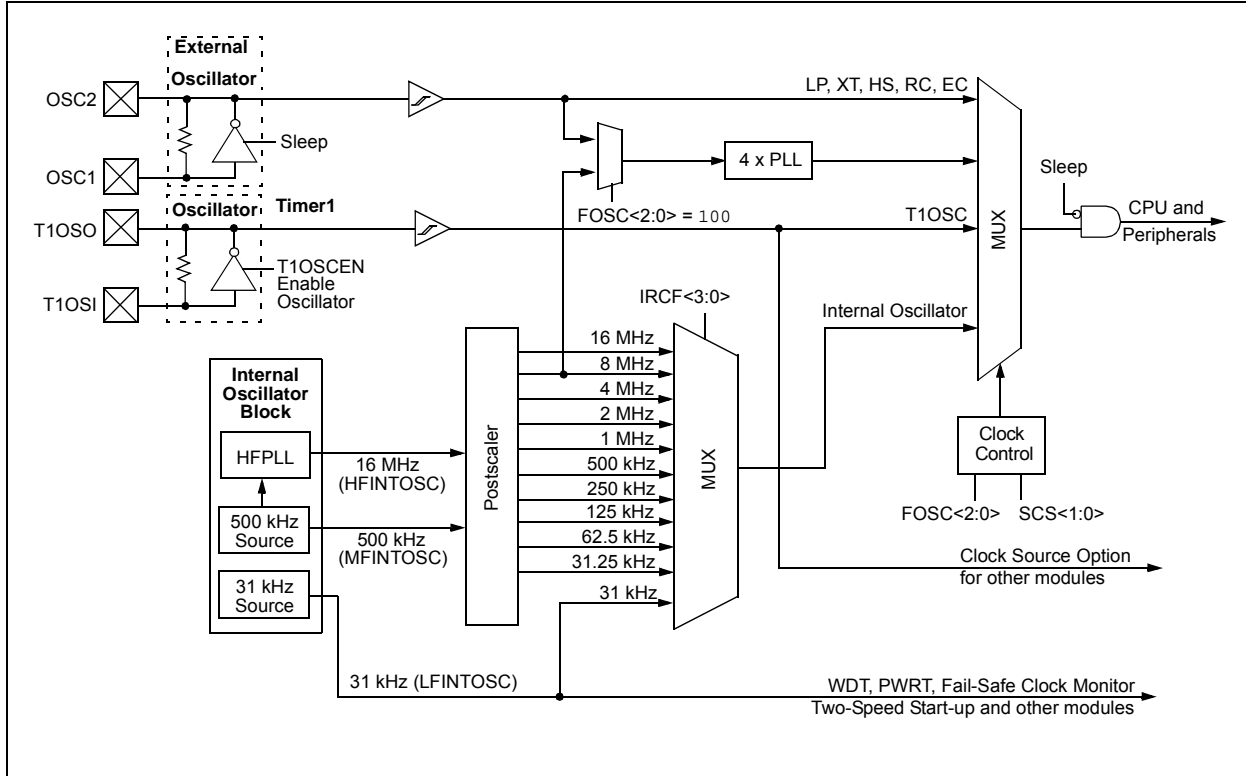 External
Oscillator
OSC2
Sleep
OSC1
LP, XT, HS, RC, EC
4 x PLL
FOSC<2:0> = 100
Sleep
CPU and
Peripherals
MUX
Oscillator
Timer1
T1OSO
T1OSC
T1OSCEN
Enable
Oscillator
T1OSI
IRCF<3:0>
Internal Oscillator
Internal
Oscillator
Block
HFPLL
500 kHz
Source
31 kHz
Source
16 MHz
(HFINTOSC)
500 kHz
(MFINTOSC)
Postscaler
16 MHz
8 MHz
4 MHz
2 MHz
1 MHz
500 kHz
250 kHz
125 kHz
62.5 kHz
31.25 kHz
31 kHz
MUX
Clock
Control
FOSC<2:0>
SCS<1:0>
Clock Source Option
for other modules
31 kHz (LFINTOSC)
WDT, PWRT, Fail-Safe Clock Monitor
Two-Speed Start-up and other modules